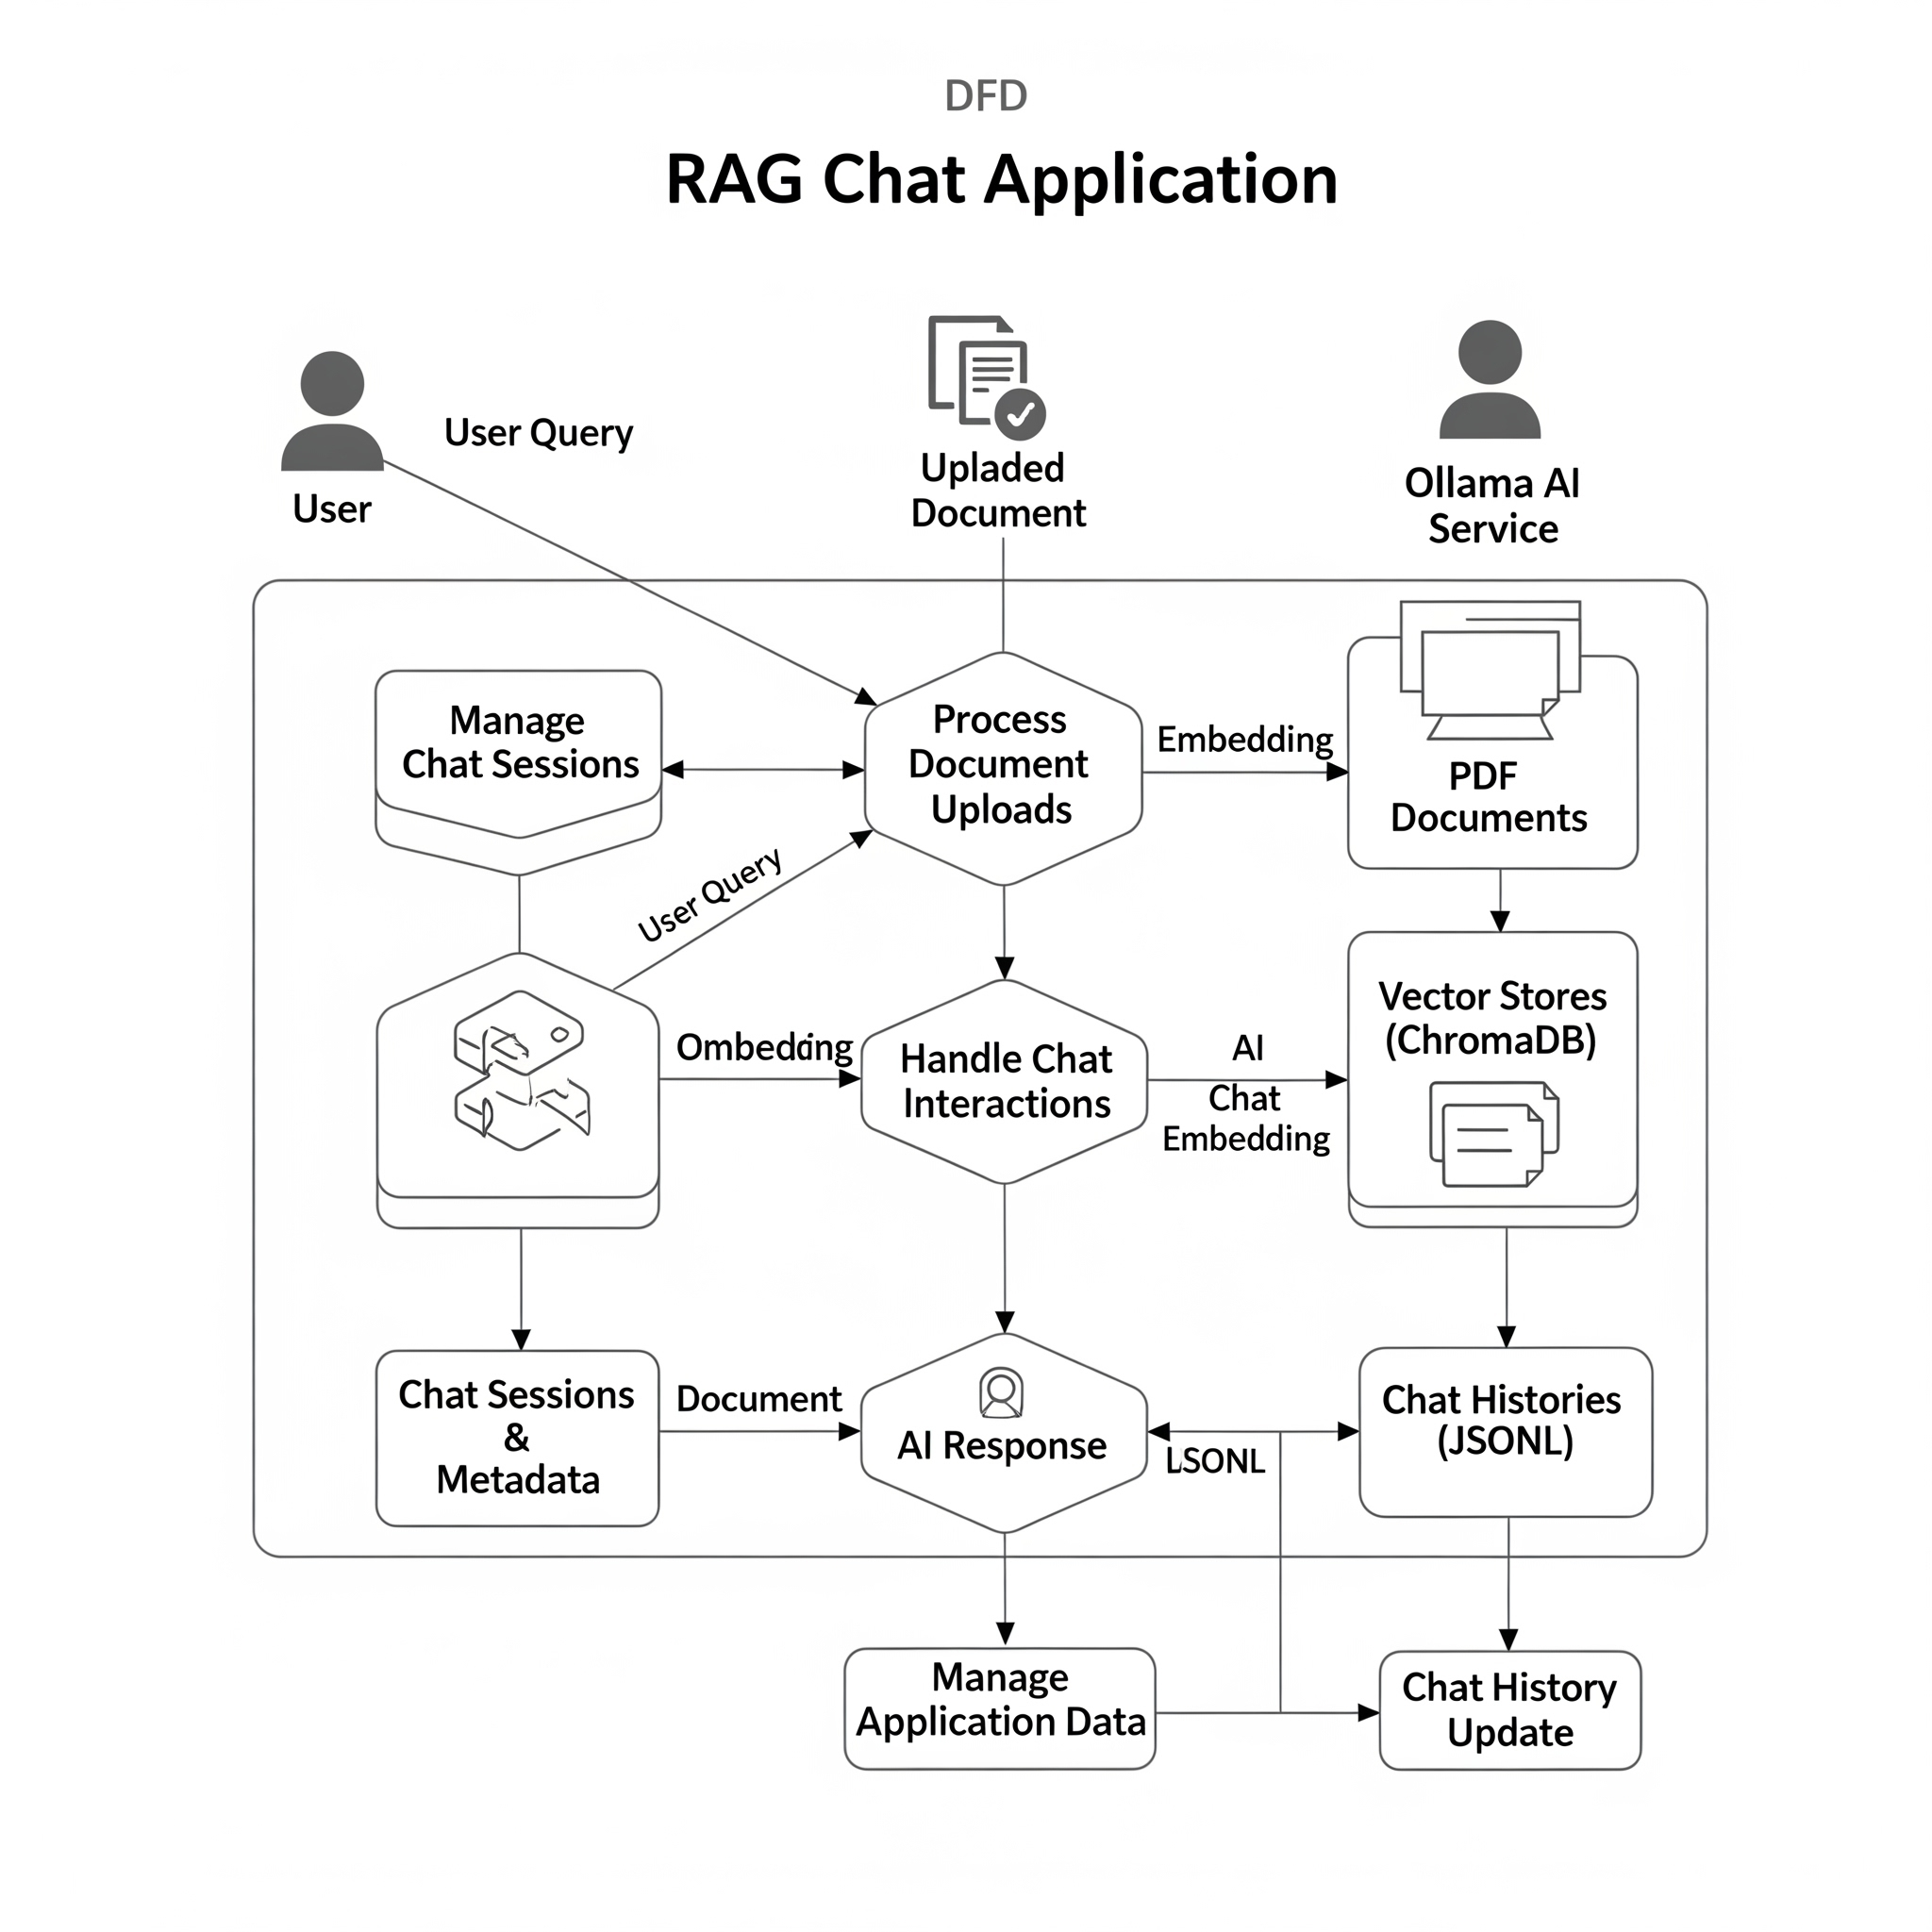 DFD
RAG Chat Application
User Query
User
Upladed
Document
Ollama AI
Service
Manage
Chat Sessions
Process
Document
Uploads
Embedding
PDF
Documents
User Query
Ombedding
Handle Chat
Interactions
AI
Chat
Embedding
Vector Stores
(ChromaDB)
Chat Sessions
&
Metadata
Document
AI Response
LSONL
Chat Histories
(JSONL)
Manage
Application Data
Chat History
Update